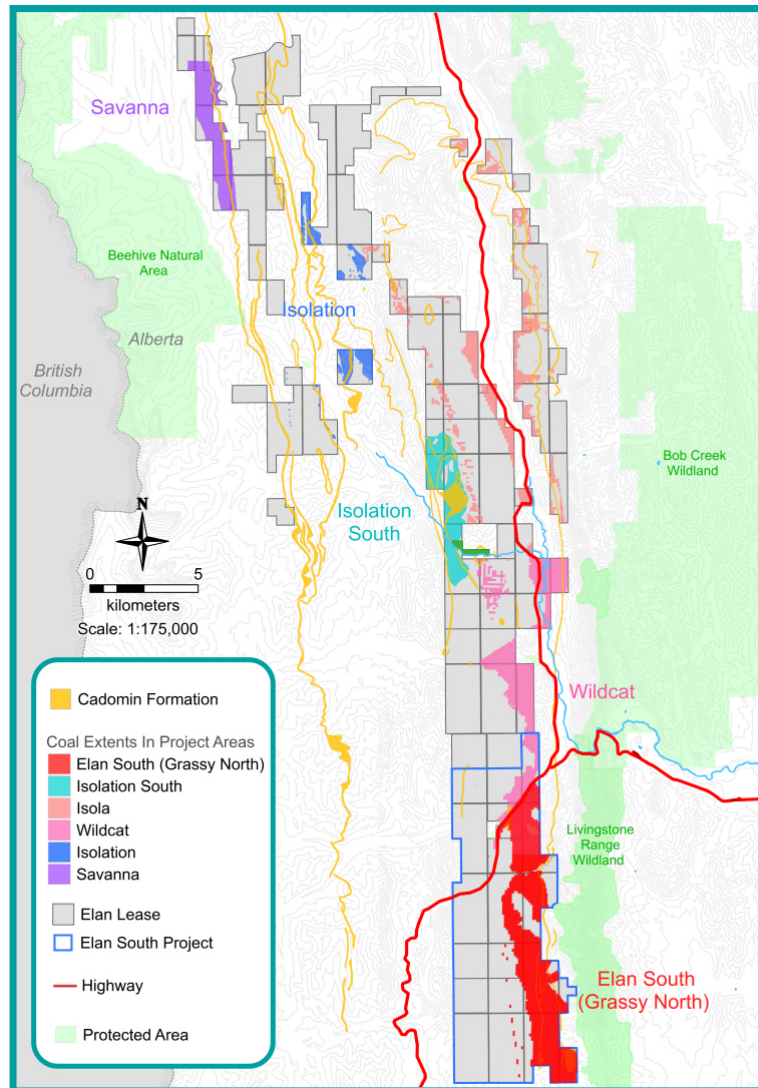 Savanna
Beehive Natural
Area
Isolation
Alberta
British
Columbia
Bob Creek
Wildland
Isolation
South
N
0 5
kilometers
Scale: 1:175,000
Wildcat
Livingstone
Range
Wildland
Elan South
(Grassy North)
Cadomin Formation
Coal Extents In Project Areas
Elan South (Grassy North)
Isolation South
Isola
Wildcat
Isolation
Savanna
Elan Lease
Elan South Project
Highway
Protected Area